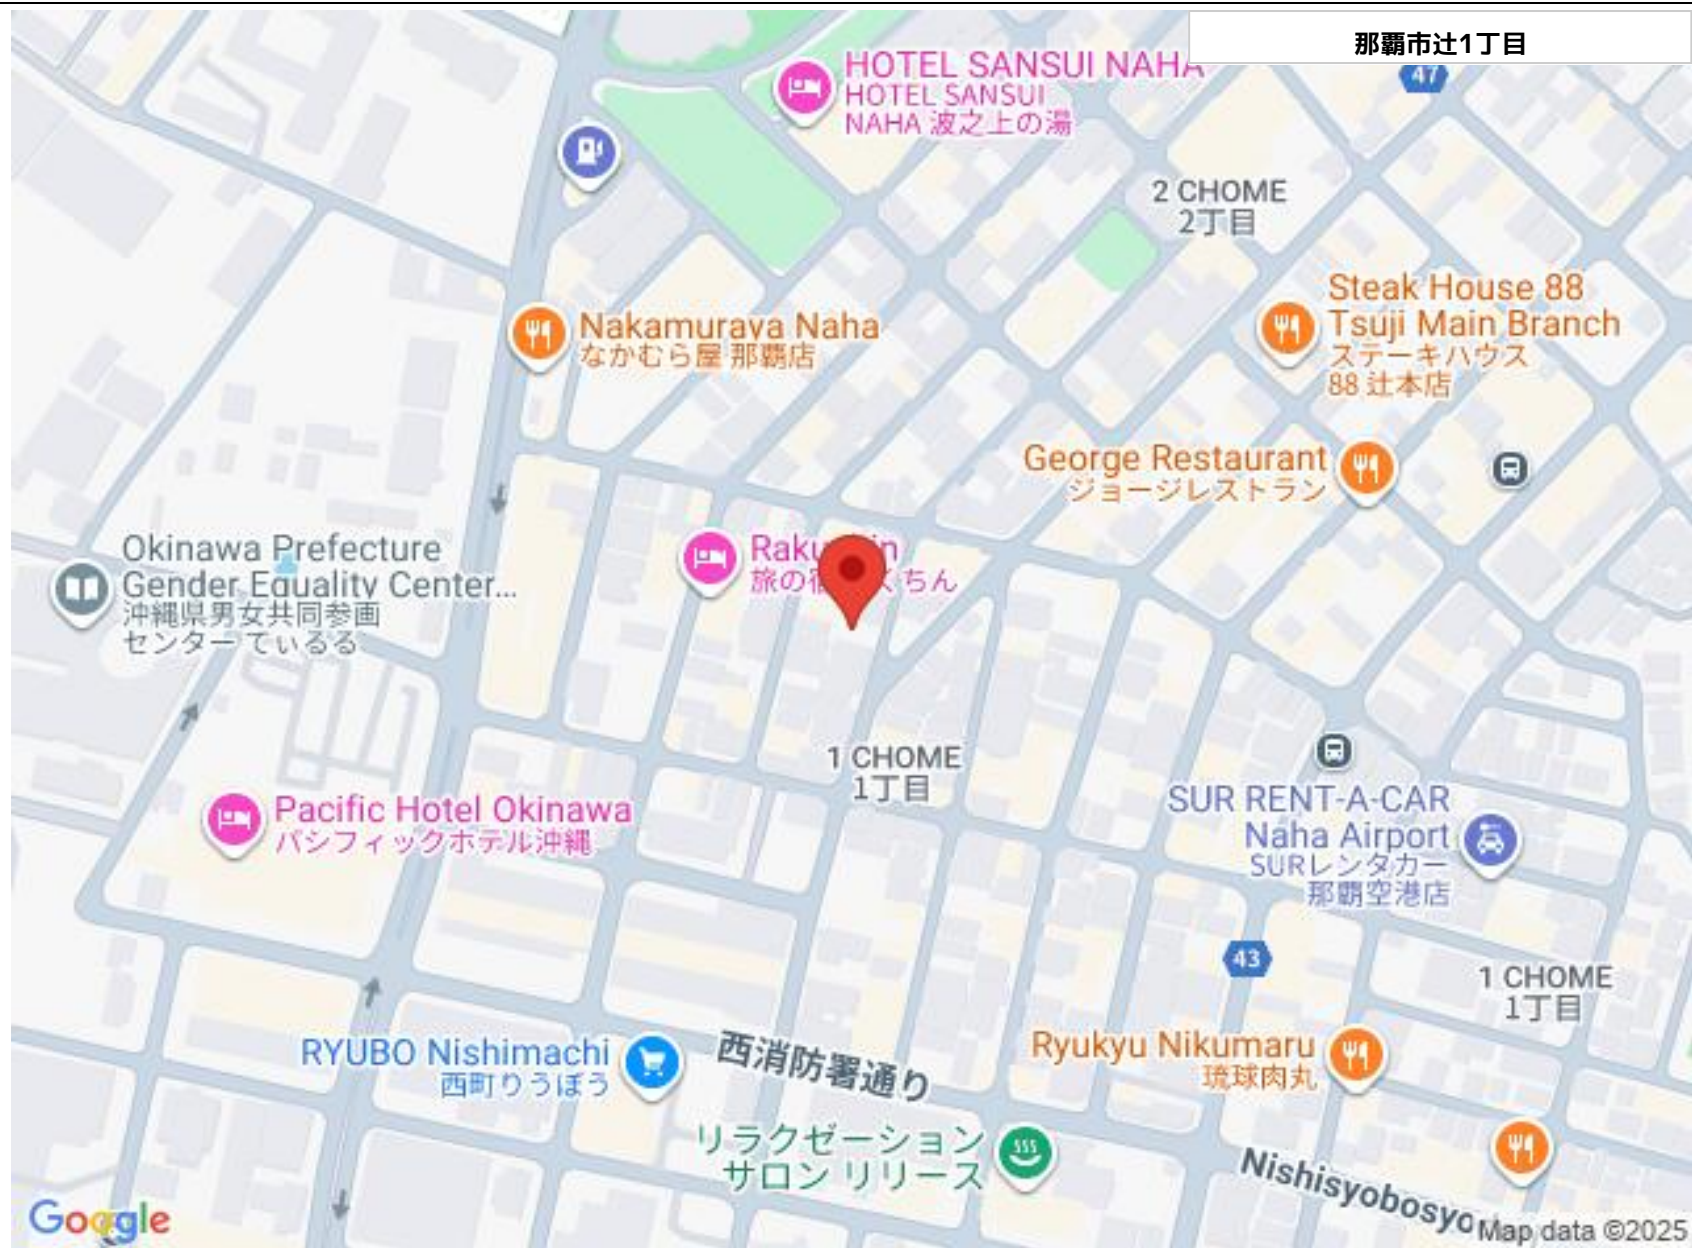 那覇市辻1丁目
HOTEL SANSUI NAHA
HOTEL SANSUI
NAHA 波之上の湯
47
2 CHOME
2丁目
Steak House 88
Tsuji Main Branch
ステーキハウス
88 辻本店
Nakamuraya Naha
なかむら屋 那覇店
George Restaurant
ジョージレストラン
Okinawa Prefecture
Gender Equality Center...
沖縄県男女共同参画
センター てぃるる
Raku
in
旅の
ちん
1 CHOME
1丁目
Pacific Hotel Okinawa
パシフィックホテル沖縄
SUR RENT-A-CAR
Naha Airport
SURレンタカー
那覇空港店
43
1 CHOME
1丁目
RYUBO Nishimachi
西町りうぼう
西消防署通り
Ryukyu Nikumaru
琉球肉丸
リラクゼーション
サロン リリース
Nishisyobosyo
Google
Map data ©2025